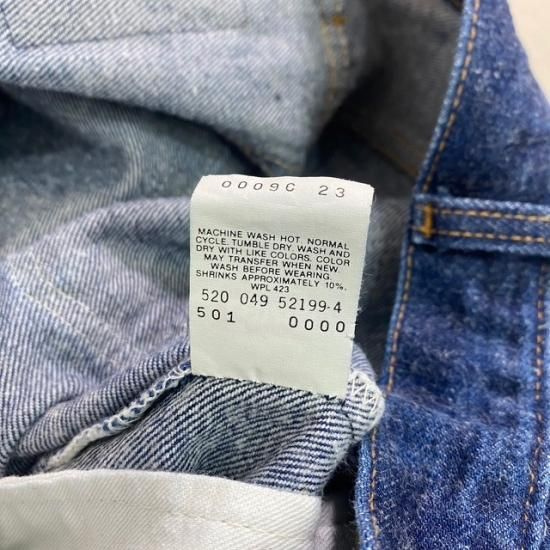 0009C 23
MACHINE WASH HOT. NORMAL
CYCLE. TUMBLE DRY. WASH AND
DRY WITH LIKE COLORS. COLOR
MAY TRANSFER WHEN NEW.
WASH BEFORE WEARING.
SHRINKS APPROXIMATELY 10%.
WPL 423
520 049 52199-4
501 0000